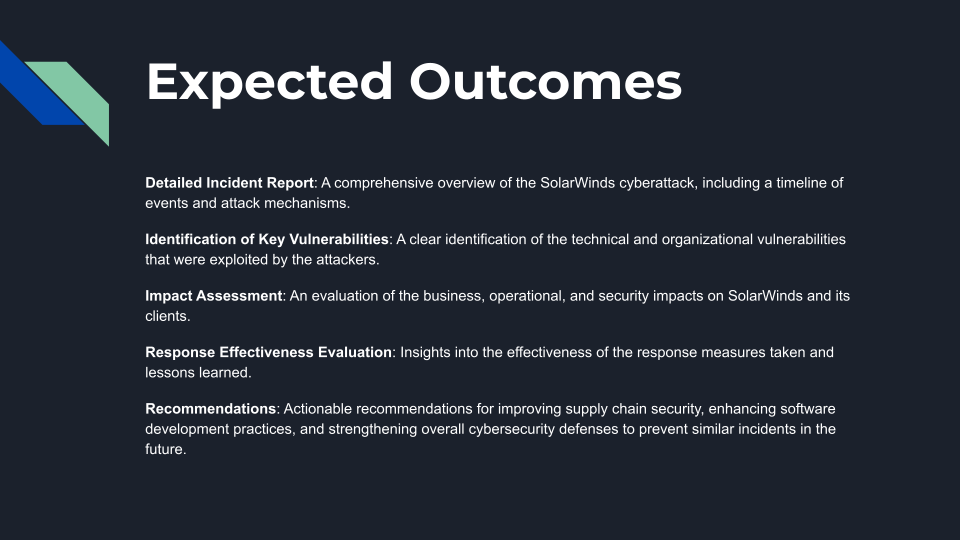 Expected Outcomes
Detailed Incident Report: A comprehensive overview of the SolarWinds cyberattack, including a timeline of
events and attack mechanisms.
Identification of Key Vulnerabilities: A clear identification of the technical and organizational vulnerabilities
that were exploited by the attackers.
Impact Assessment: An evaluation of the business, operational, and security impacts on SolarWinds and its
clients.
Response Effectiveness Evaluation: Insights into the effectiveness of the response measures taken and
lessons learned.
Recommendations: Actionable recommendations for improving supply chain security, enhancing software
development practices, and strengthening overall cybersecurity defenses to prevent similar incidents in the
future.